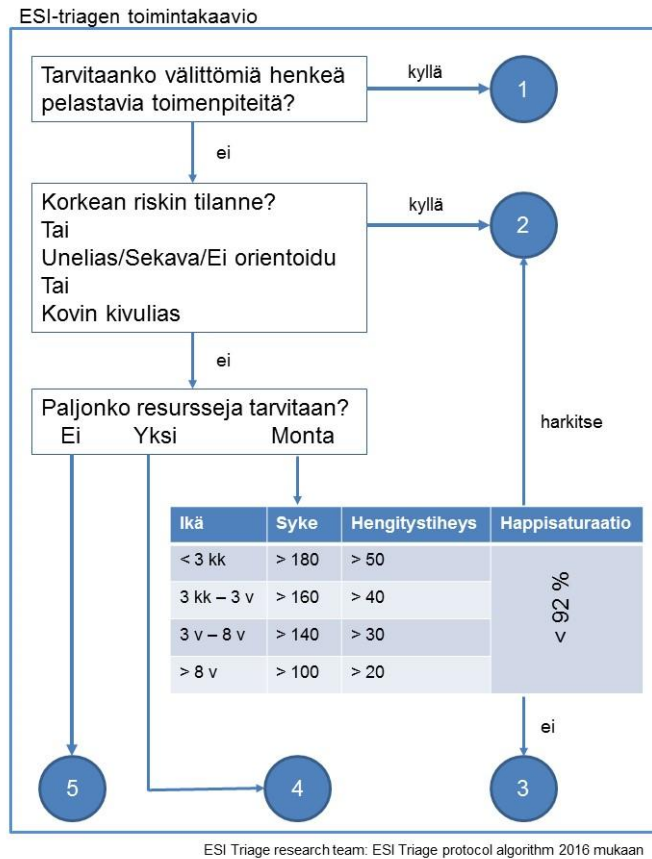 ESI-triagen toimintakaavio
Tarvitaanko välittömiä henkeä
pelastavia toimenpiteitä?
kyllä
1
ei
Korkean riskin tilanne?
Tai
Unelias/Sekava/Ei orientoidu
Tai
Kovin kivulias
kyllä
2
ei
Paljonko resursseja tarvitaan?
Ei Yksi Monta
harkitse
Ikä Syke Hengitystiheys Happisaturaatio
< 3 kk > 180 > 50
3 kk – 3 v > 160 > 40
3 v – 8 v > 140 > 30
> 8 v > 100 > 20
< 92 %
ei
5 4 3
ESI Triage research team: ESI Triage protocol algorithm 2016 mukaan